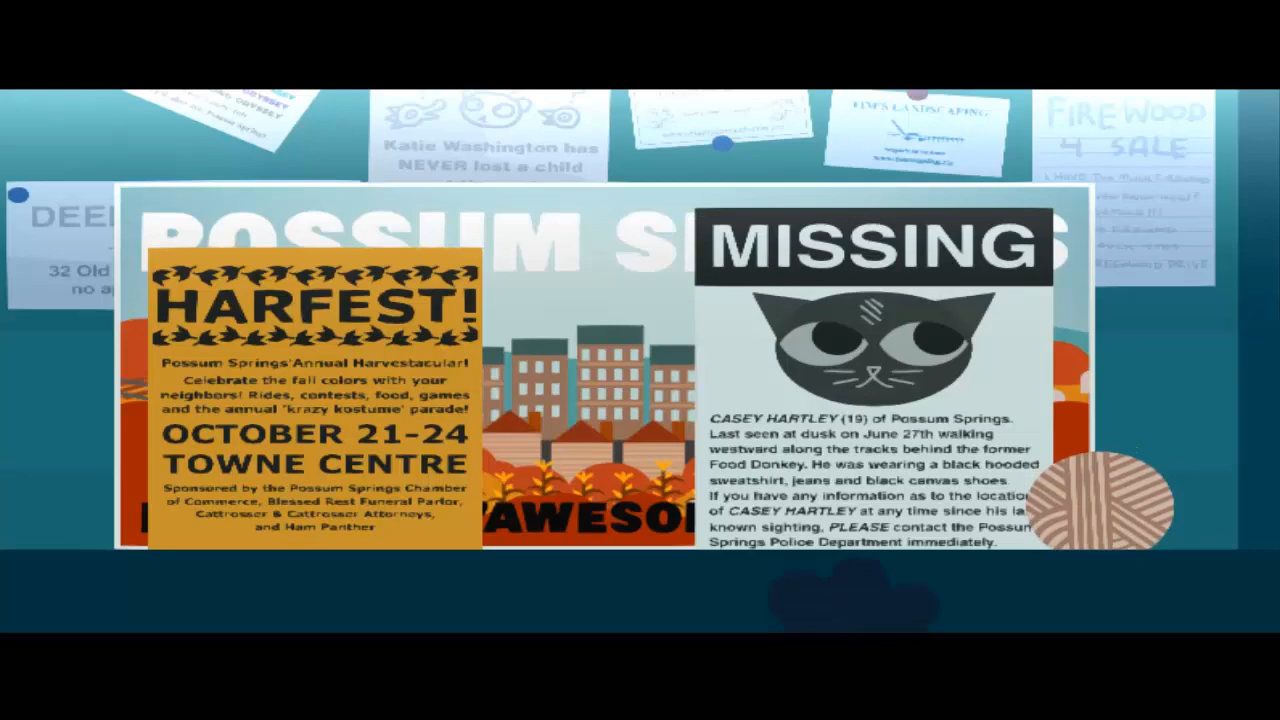 ODYSSEY
Katie Washington has
NEVER lost a child
TIM'S LANDSCAPING
FIREWOOD
4 SALE
DEE
32 Old
no a
POSSUM S
HARFEST!
Possum Springs' Annual Harvestacular!
Celebrate the fall colors with your
neighbors! Rides, contests, food, games
and the annual 'krazy kostume' parade!
OCTOBER 21-24
TOWNE CENTRE
Sponsored by the Possum Springs Chamber
of Commerce, Blessed Rest Funeral Parlor,
Cattrosser & Cattrosser Attorneys,
and Ham Panther
AWESO
MISSING
CASEY HARTLEY (19) of Possum Springs.
Last seen at dusk on June 27th walking
westward along the tracks behind the former
Food Donkey. He was wearing a black hooded
sweatshirt, jeans and black canvas shoes.
If you have any information as to the location
of CASEY HARTLEY at any time since his la
known sighting, PLEASE contact the Possum
Springs Police Department immediately.